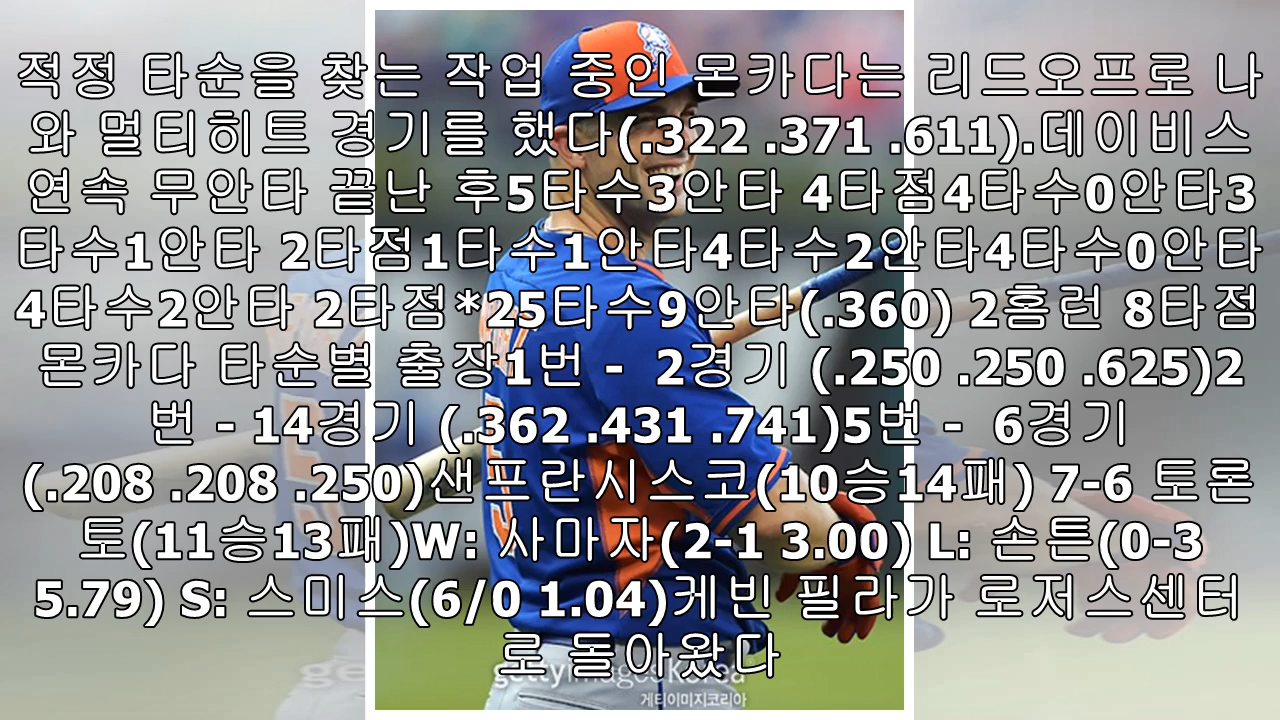 적정 타순을 찾는 작업 중인 몬카다는 리드오프로 나
와 멀티히트 경기를 했다(.322 .371 .611).데이비스
연속 무안타 끝난 후5타수3안타 4타점4타수0안타3
타수1안타 2타점1타수1안타4타수2안타4타수0안타
4타수2안타 2타점*25타수9안타(.360) 2홈런 8타점
몬카다 타순별 출장1번 -  2경기 (.250 .250 .625)2
번 - 14경기 (.362 .431 .741)5번 -  6경기
(.208 .208 .250)샌프란시스코(10승14패) 7-6 토론
토(11승13패)W: 사마자(2-1 3.00) L: 손튼(0-3
5.79) S: 스미스(6/0 1.04)케빈 필라가 로저스센터
로 돌아왔다
gettyimages Korea
게티이미지코리아